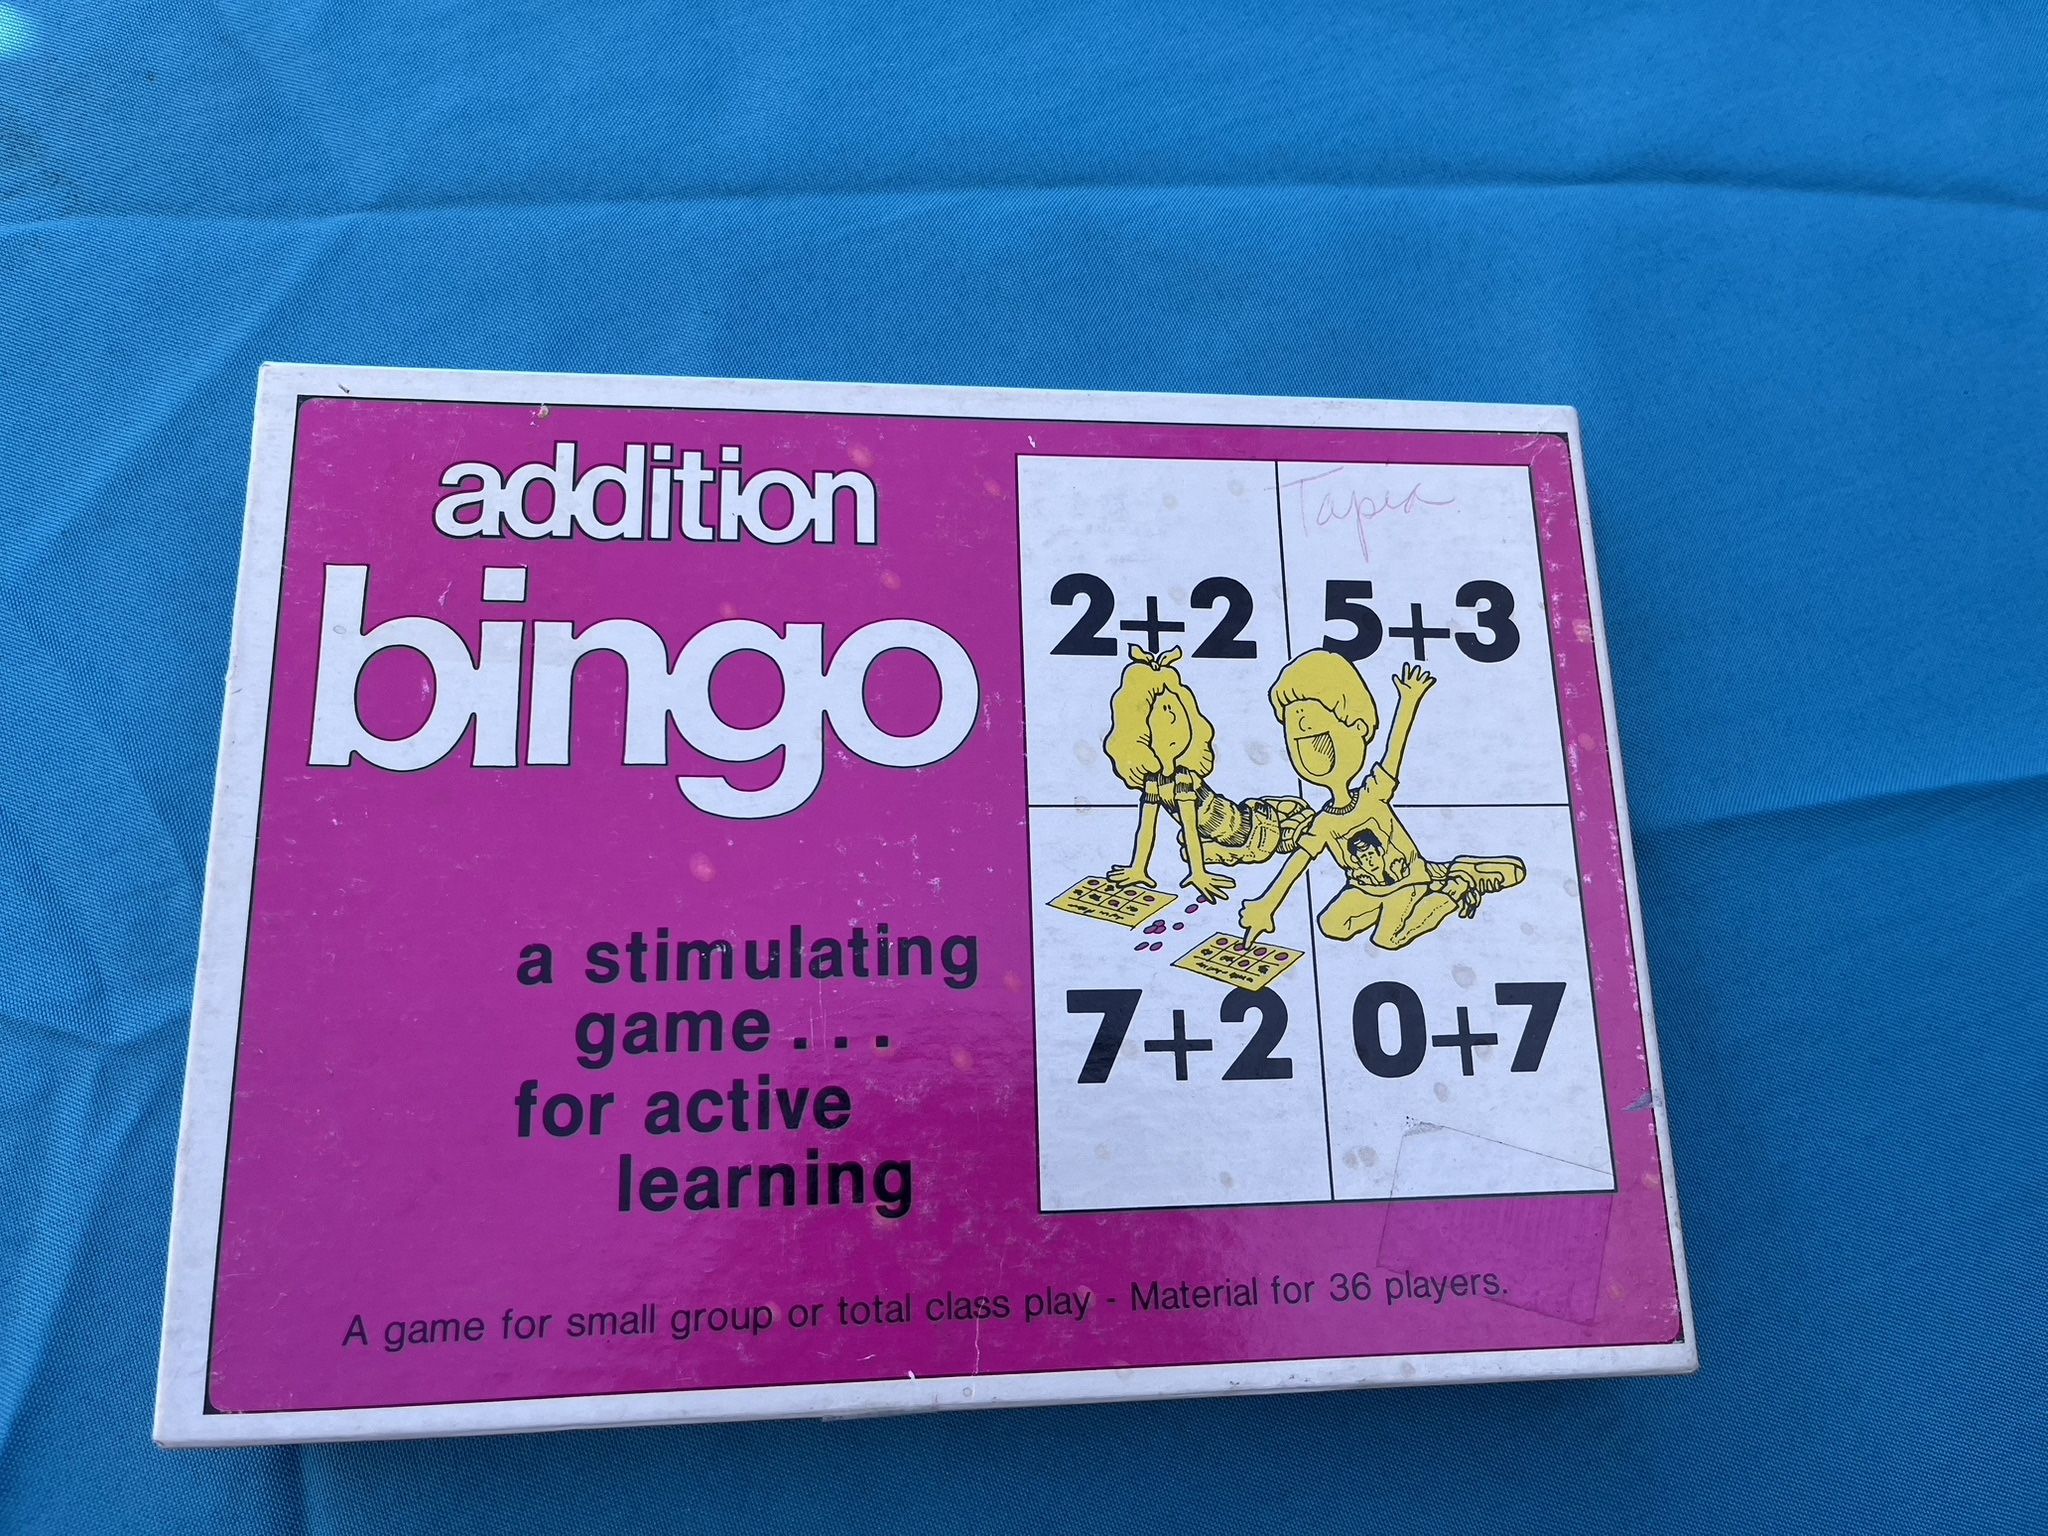 addition
bingo
a stimulating
game . . .
for active
learning
Tapia
2+2
5+3
7+2
0+7
A game for small group or total class play - Material for 36 players.